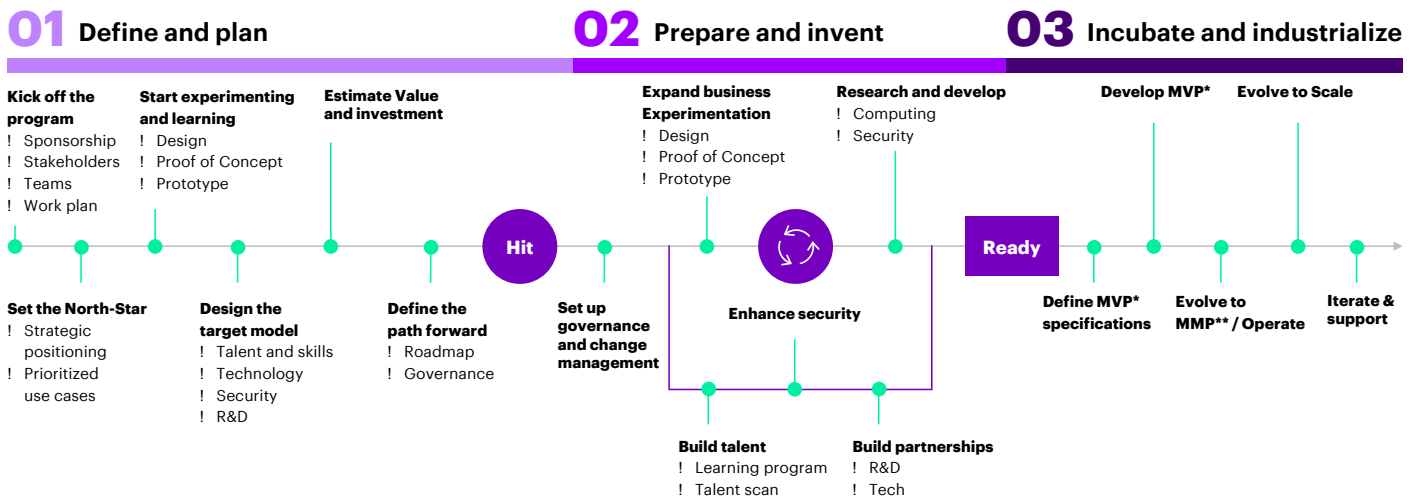 01 Define and plan
02 Prepare and invent
03 Incubate and industrialize
Kick off the
program
! Sponsorship
! Stakeholders
! Teams
! Work plan
Start experimenting
and learning
! Design
! Proof of Concept
! Prototype
Estimate Value
and investment
Expand business
Experimentation
! Design
! Proof of Concept
! Prototype
Research and develop
! Computing
! Security
Develop MVP*
Evolve to Scale
Hit
Ready
Set the North-Star
! Strategic
positioning
! Prioritized
use cases
Design the
target model
! Talent and skills
! Technology
! Security
! R&D
Define the
path forward
! Roadmap
! Governance
Set up
governance
and change
management
Enhance security
Define MVP*
specifications
Evolve to
MMP** / Operate
Iterate &
support
Build talent
! Learning program
! Talent scan
Build partnerships
! R&D
! Tech